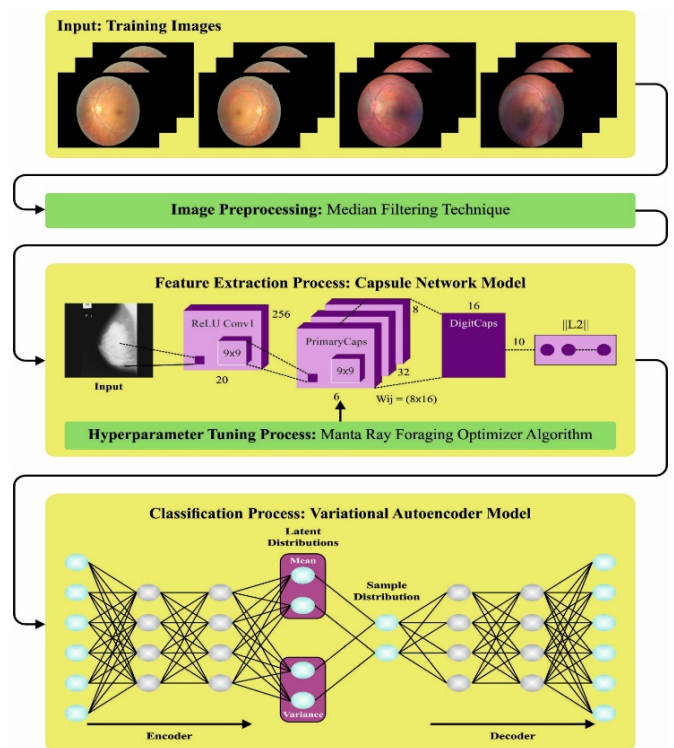 Input: Training Images
Image Preprocessing: Median Filtering Technique
Feature Extraction Process: Capsule Network Model
Input
ReLU Conv1
9x9
256
20
PrimaryCaps
9x9
8
32
6
Wij = (8x16)
16
DigitCaps
10
||L2||
Hyperparameter Tuning Process: Manta Ray Foraging Optimizer Algorithm
Classification Process: Variational Autoencoder Model
Latent
Distributions
Mean
Sample
Distribution
Variance
Encoder
Decoder